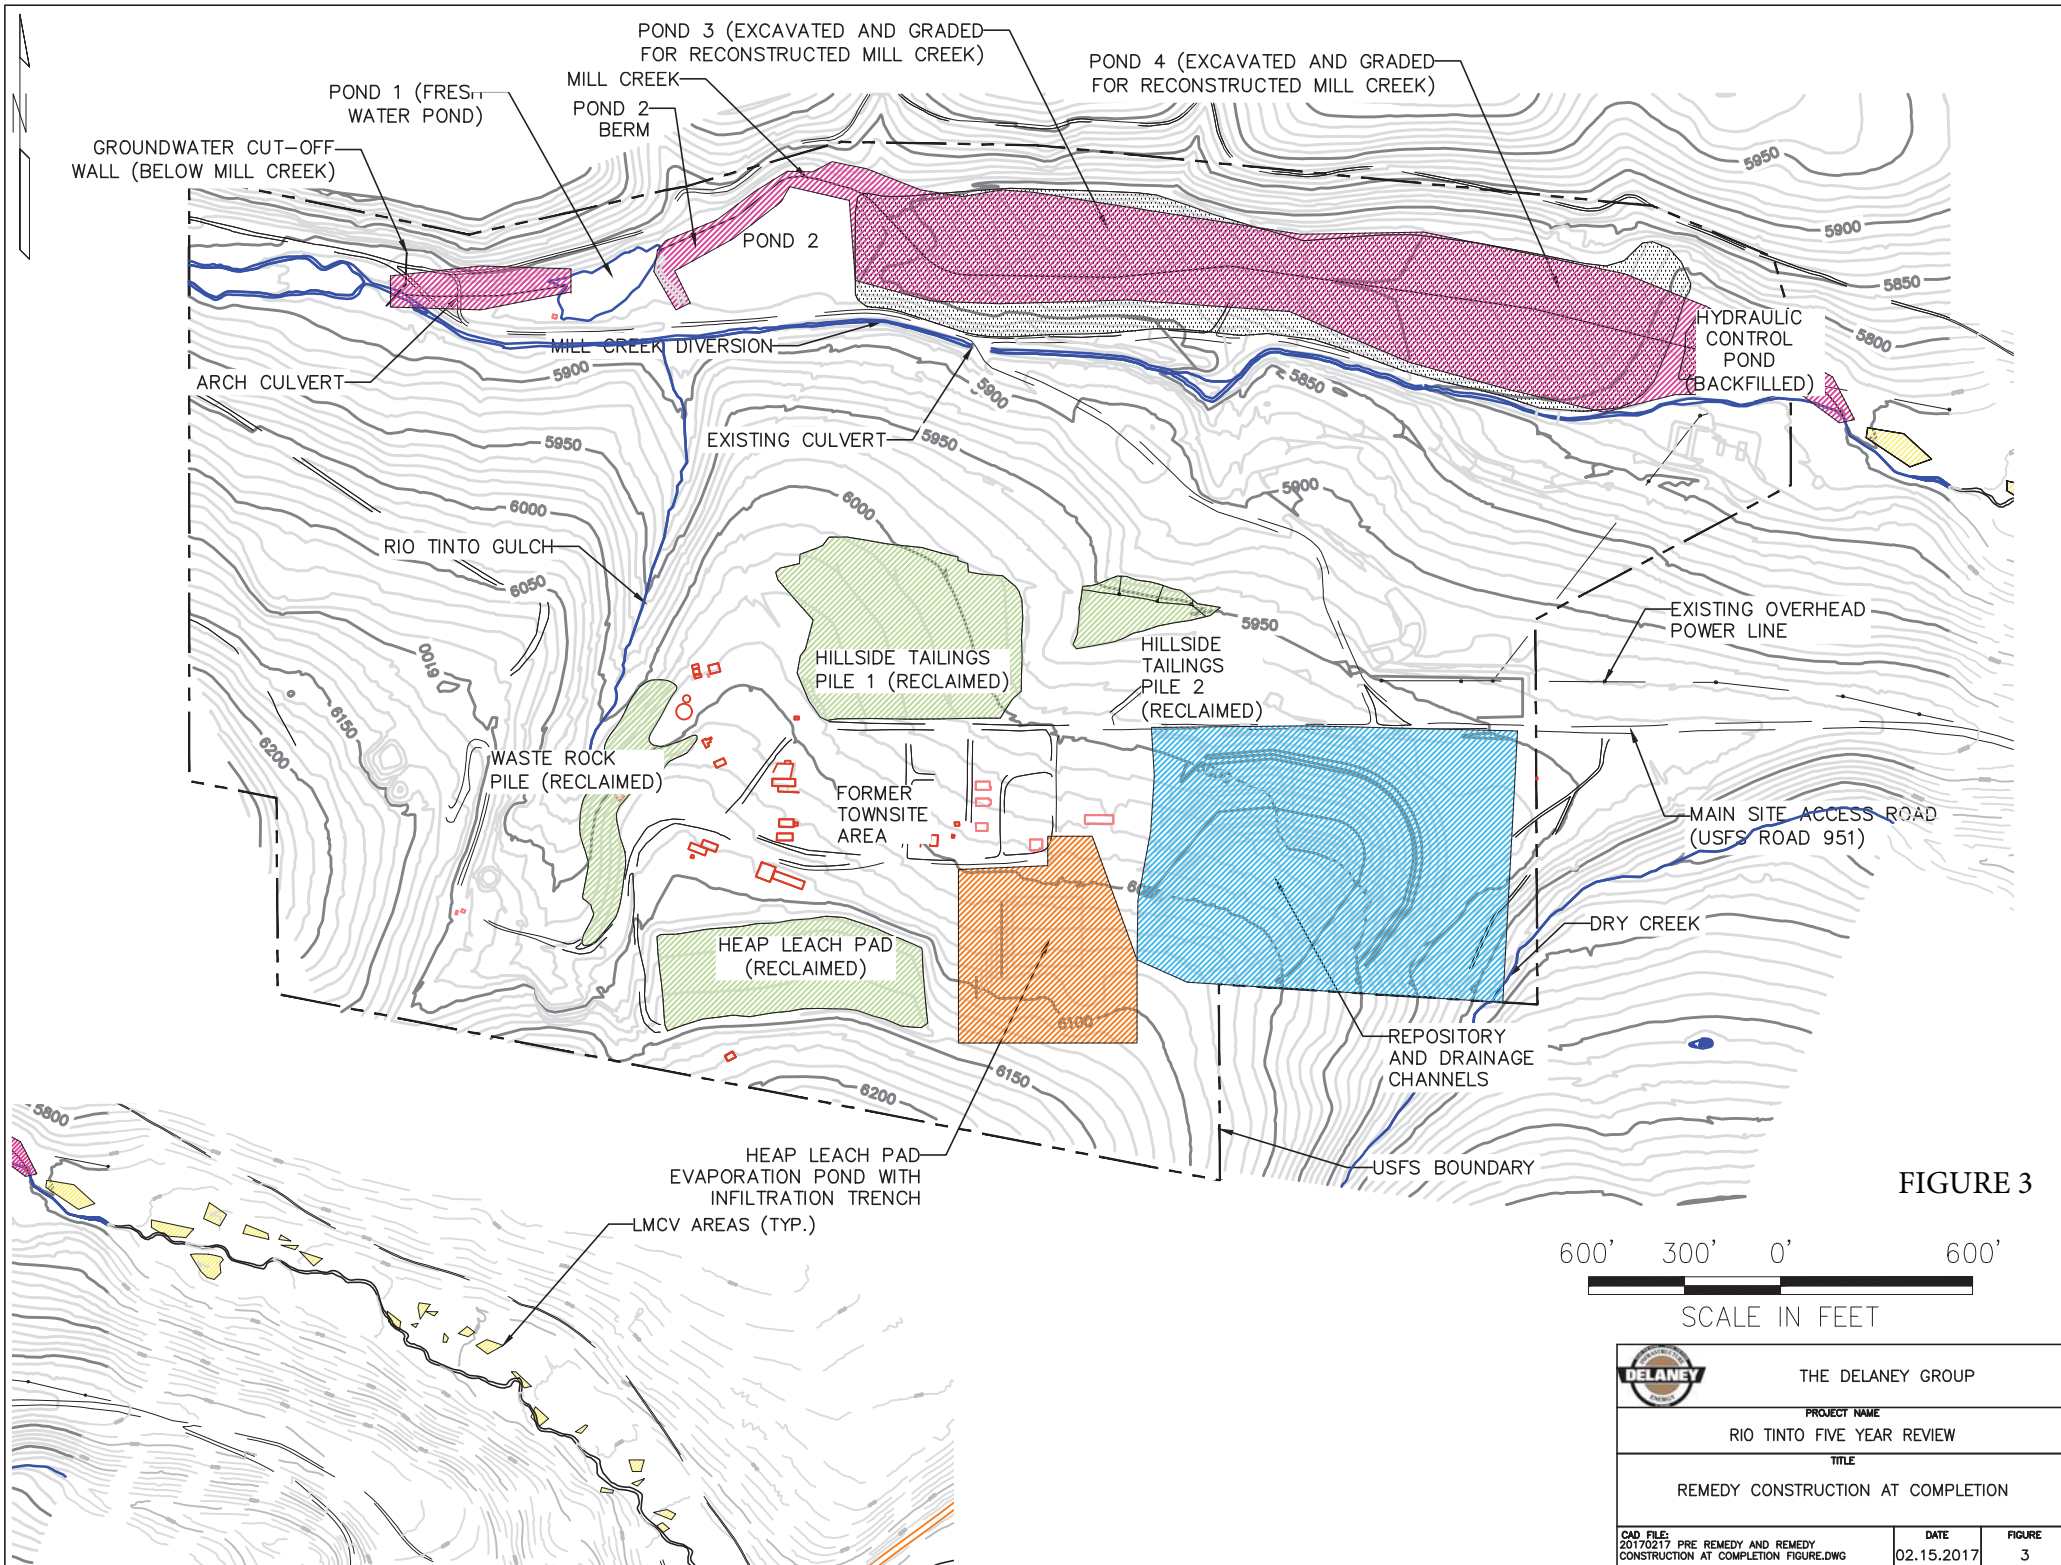 POND 3 (EXCAVATED AND GRADED
FOR RECONSTRUCTED MILL CREEK)
POND 4 (EXCAVATED AND GRADED
FOR RECONSTRUCTED MILL CREEK)
MILL CREEK
POND 1 (FRESH
WATER POND)
POND 2
BERM
GROUNDWATER CUT-OFF
WALL (BELOW MILL CREEK)
N
5950
5900
5850
5800
POND 2
HYDRAULIC
CONTROL
POND
(BACKFILLED)
MILL CREEK DIVERSION
ARCH CULVERT
5900
5900
5850
EXISTING CULVERT
5950
5950
5900
6000
6000
RIO TINTO GULCH
6050
EXISTING OVERHEAD
POWER LINE
5950
HILLSIDE TAILINGS
PILE 1 (RECLAIMED)
HILLSIDE
TAILINGS
PILE 2
(RECLAIMED)
6100
6150
6200
WASTE ROCK
PILE (RECLAIMED)
FORMER
TOWNSITE
AREA
MAIN SITE ACCESS ROAD
(USFS ROAD 951)
DRY CREEK
HEAP LEACH PAD
(RECLAIMED)
6100
REPOSITORY
AND DRAINAGE
CHANNELS
6150
6200
5800
HEAP LEACH PAD
EVAPORATION POND WITH
INFILTRATION TRENCH
USFS BOUNDARY
LMCV AREAS (TYP.)
FIGURE 3
600' 300' 0' 600'
SCALE IN FEET
INFRASTRUCTURE
DELANEY
ENERGY
THE DELANEY GROUP
PROJECT NAME
RIO TINTO FIVE YEAR REVIEW
TITLE
REMEDY CONSTRUCTION AT COMPLETION
CAD FILE:
20170217 PRE REMEDY AND REMEDY
CONSTRUCTION AT COMPLETION FIGURE.DWG
DATE
02.15.2017
FIGURE
3